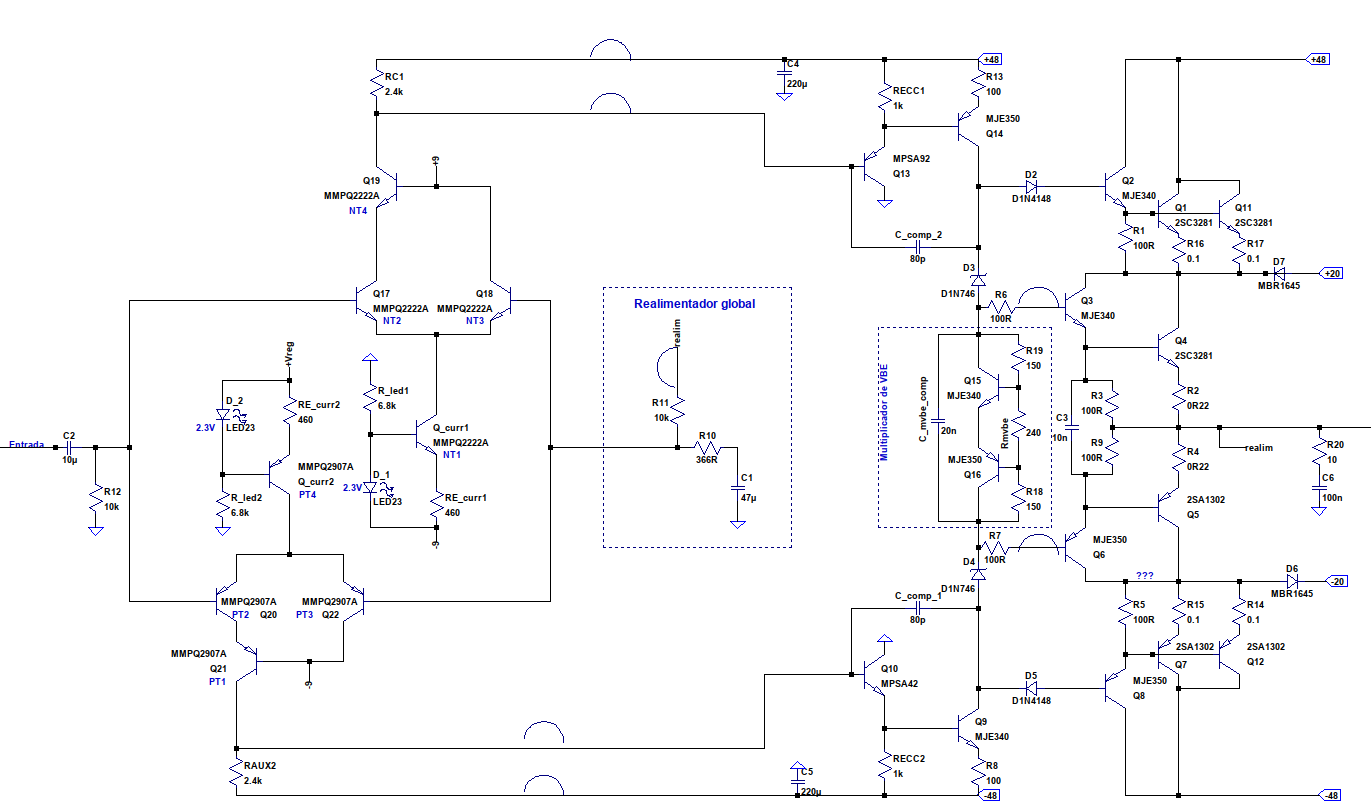 RC1
2.4k
C4
220µ
+48
R13
100
+48
RECC1
1k
MJE350
Q14
MPSA92
Q13
+9
Q19
MMPQ2222A
NT4
D2
D1N4148
Q2
MJE340
Q1
2SC3281
Q11
2SC3281
R1
100R
R16
0.1
R17
0.1
C_comp_2
80p
D7
MBR1645
+20
D3
D1N746
R6
100R
Q3
MJE340
Q17
MMPQ2222A
NT2
Q18
MMPQ2222A
NT3
Realimentador global
realim
R11
10k
R10
366R
C1
47µ
Multiplicador de VBE
C_mvbe_comp
20n
R19
150
Q15
MJE340
Rmvbe
240
MJE350
Q16
R18
150
Q4
2SC3281
R2
0R22
R3
100R
C3
10n
R9
100R
R4
0R22
realim
R20
10
C6
100n
2SA1302
Q5
+Vreg
D_2
2.3V
LED23
RE_curr2
460
R_led1
6.8k
Q_curr1
MMPQ2222A
NT1
Entrada
C2
10µ
R12
10k
MMPQ2907A
Q_curr2
PT4
R_led2
6.8k
D_1
2.3V
LED23
RE_curr1
460
-9
R7
100R
MJE350
Q6
D4
D1N746
???
D6
MBR1645
-20
MMPQ2907A
PT2
Q20
MMPQ2907A
PT3
Q22
C_comp_1
80p
R5
100R
R15
0.1
R14
0.1
MMPQ2907A
Q21
PT1
-9
Q10
MPSA42
D5
D1N4148
2SA1302
Q7
2SA1302
Q12
MJE350
Q8
Q9
MJE340
RAUX2
2.4k
C5
220µ
RECC2
1k
R8
100
-48
-48